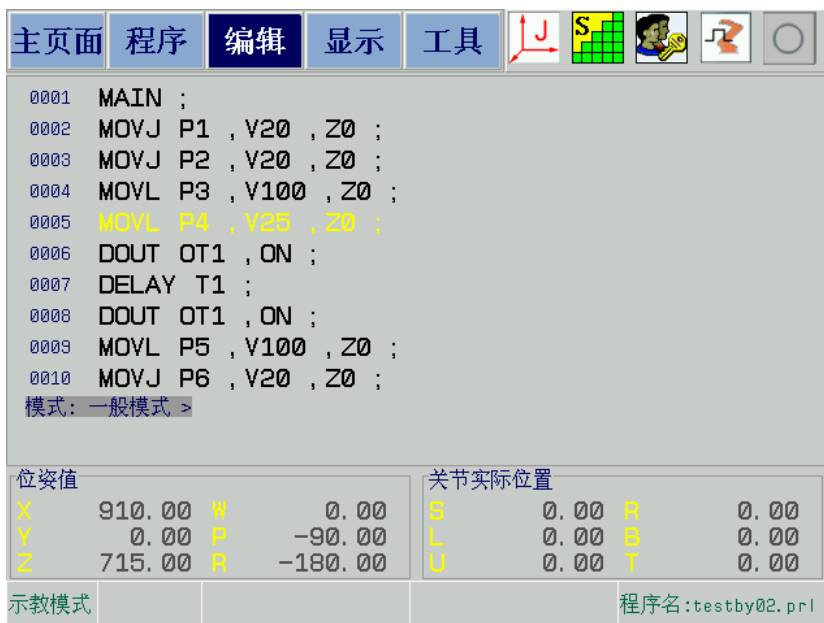 主页面 程序 编辑 显示 工具 J S
0001 MAIN ;
0002 MOVJ P1 , V20 , Z0 ;
0003 MOVJ P2 , V20 , Z0 ;
0004 MOVL P3 , V100 , Z0 ;
0005 MOVL P4 , V25 , Z0 ;
0006 DOUT OT1 , ON ;
0007 DELAY T1 ;
0008 DOUT OT1 , ON ;
0009 MOVL P5 , V100 , Z0 ;
0010 MOVJ P6 , V20 , Z0 ;
模式: 一般模式 >
位姿值 关节实际位置
X 910.00 W 0.00 S 0.00 R 0.00
Y 0.00 P -90.00 L 0.00 B 0.00
Z 715.00 R -180.00 U 0.00 T 0.00
示教模式 程序名:testby02.prl